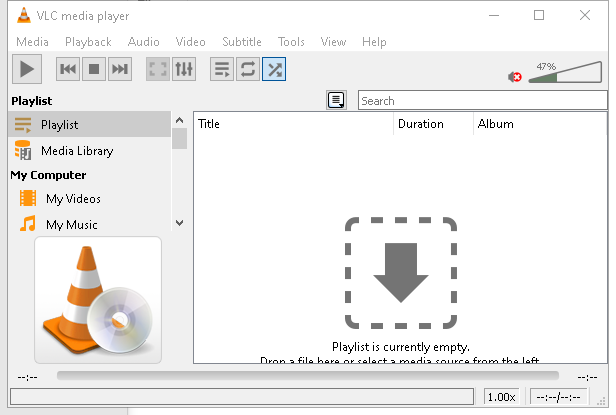 VLC media player
Media Playback Audio Video Subtitle Tools View Help
47%
Playlist
Search
Playlist
Media Library
My Computer
My Videos
My Music
Title Duration Album
Playlist is currently empty.
Drop a file here or select a media source from the left.
--:-- --:--
1.00x --:--/--:--